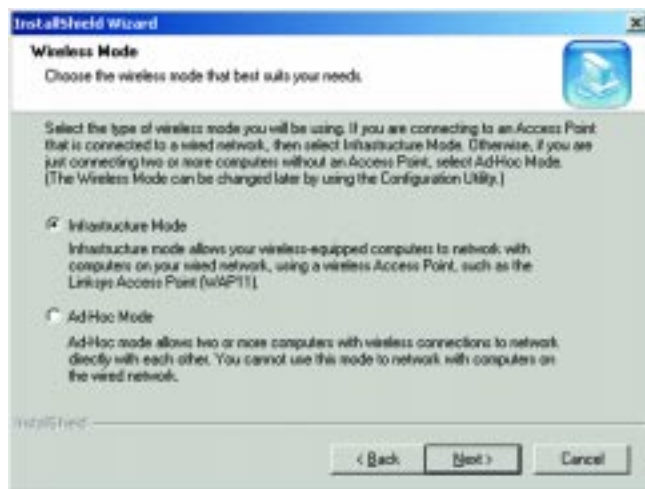 InstallShield Wizard
Wireless Mode
Choose the wireless mode that best suits your needs.
Select the type of wireless mode you will be using. If you are connecting to an Access Point
that is connected to a wired network, then select Infrastructure Mode. Otherwise, if you are
just connecting two or more computers without an Access Point, select Ad-Hoc Mode.
(The Wireless Mode can be changed later by using the Configuration Utility.)
Infrastructure Mode
Infrastructure mode allows your wireless-equipped computers to network with
computers on your wired network, using a wireless Access Point, such as the
Linksys Access Point (WAP11).
Ad-Hoc Mode
Ad-Hoc mode allows two or more computers with wireless connections to network
directly with each other. You cannot use this mode to network with computers on
the wired network.
InstallShield
< Back
Next >
Cancel